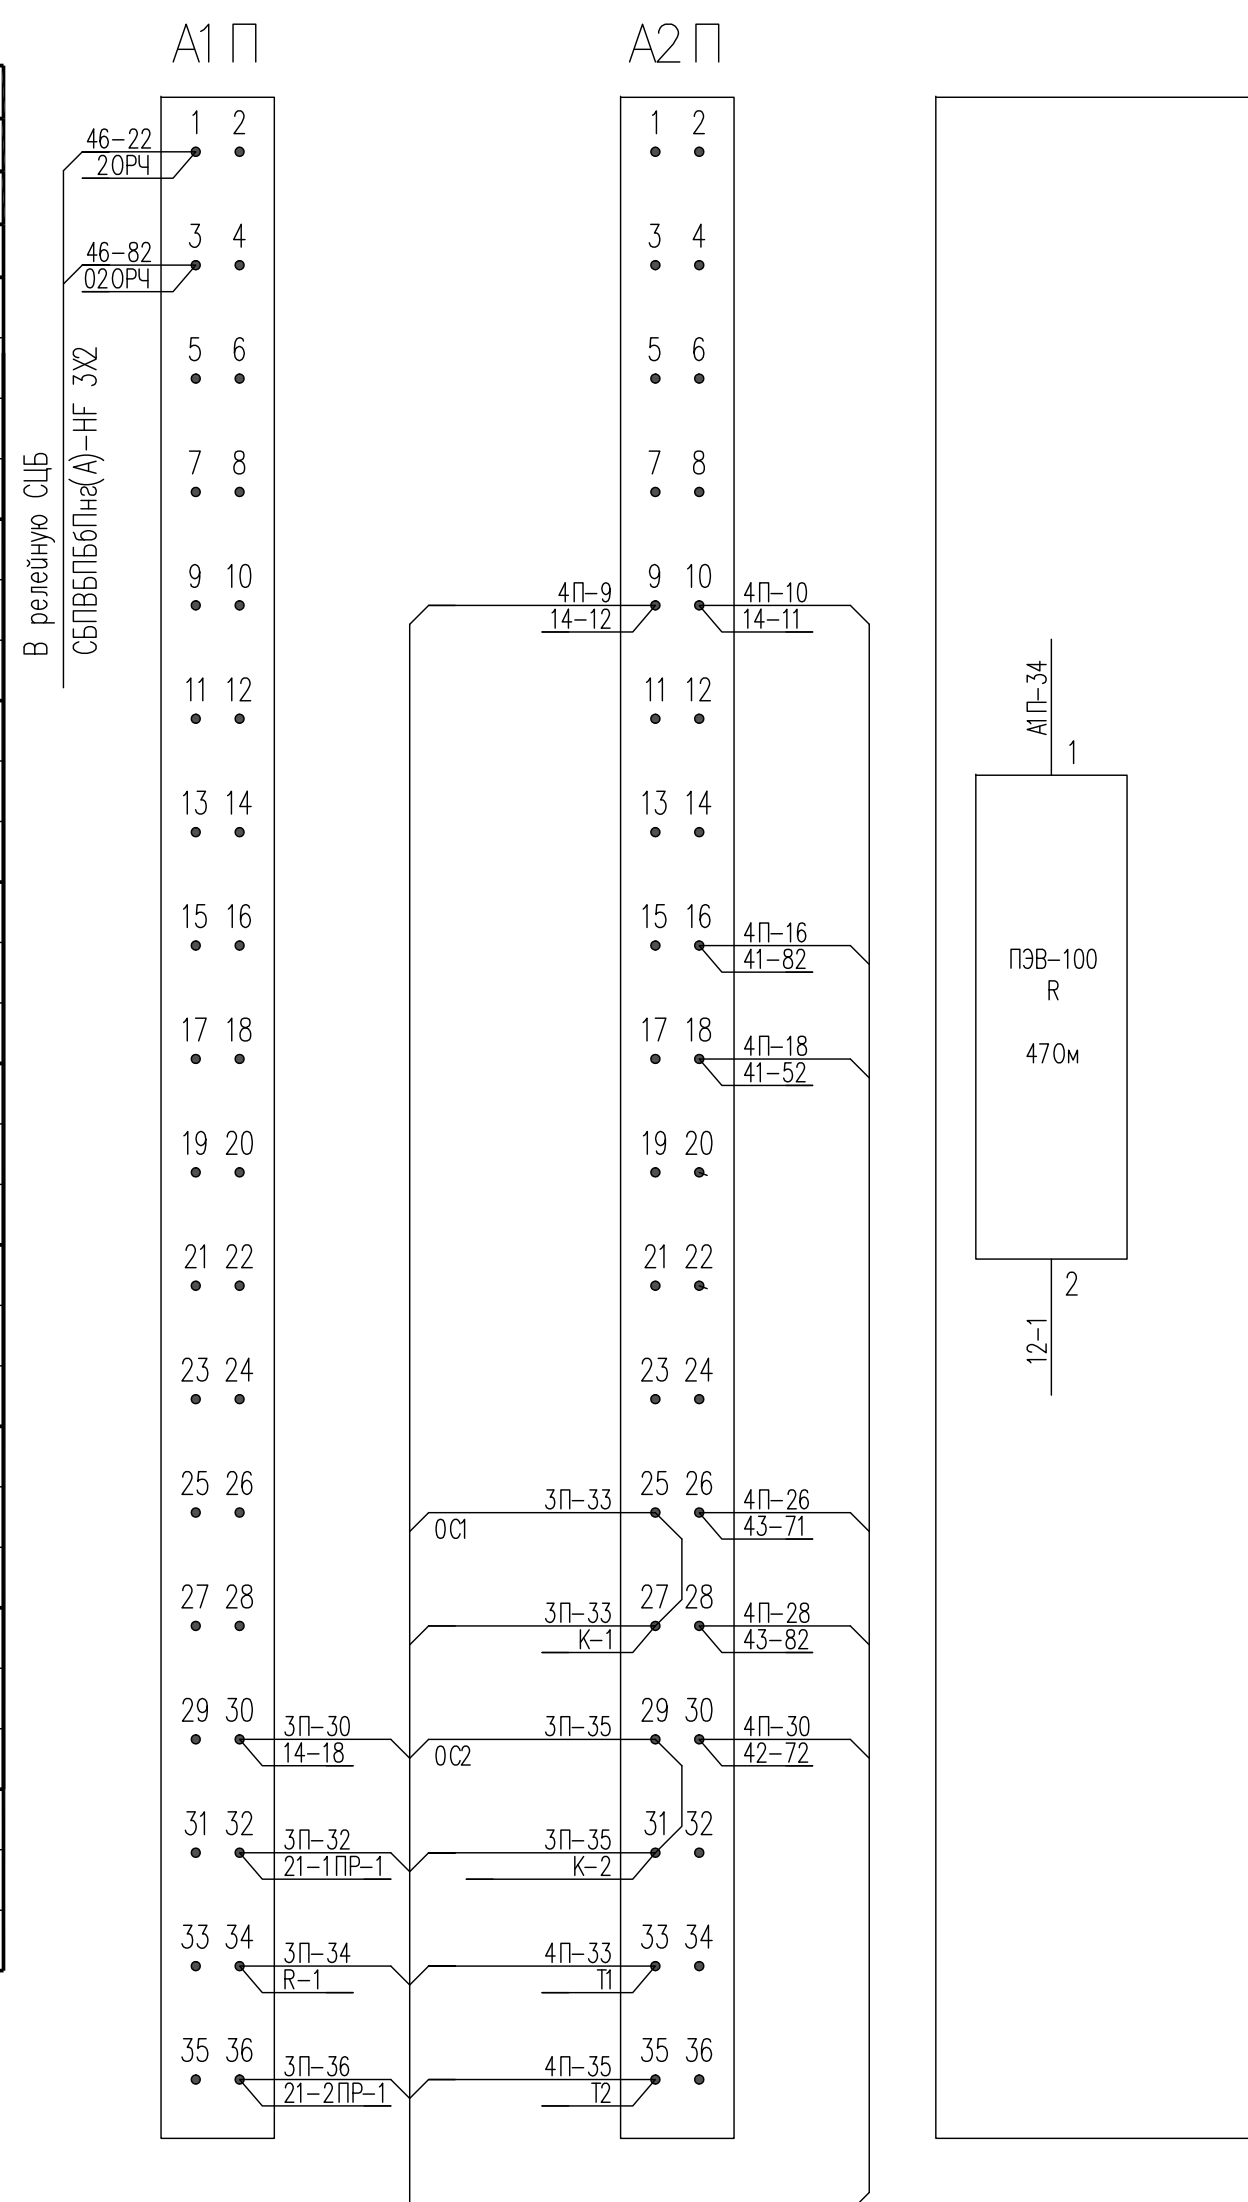 А1 П
А2 П
1 2
46-22
2ОРЧ
3 4
46-82
02ОРЧ
5 6
7 8
9 10
11 12
13 14
15 16
17 18
19 20
21 22
23 24
25 26
27 28
29 30
3П-30
14-18
31 32
3П-32
21-1ПР-1
33 34
3П-34
R-1
35 36
3П-36
21-2ПР-1
В релейную СЦБ
СБПВБПБбПнг(А)-HF 3Х2
1 2
3 4
5 6
7 8
4П-9
14-12
9 10
4П-10
14-11
11 12
13 14
15 16
4П-16
41-82
17 18
4П-18
41-52
19 20
21 22
23 24
3П-33
ОС1
25 26
4П-26
43-71
3П-33
К-1
27 28
4П-28
43-82
3П-35
ОС2
29 30
4П-30
42-72
3П-35
К-2
31 32
4П-33
Т1
33 34
4П-35
Т2
35 36
А1П-34
1
ПЭВ-100
R
47Ом
2
12-1